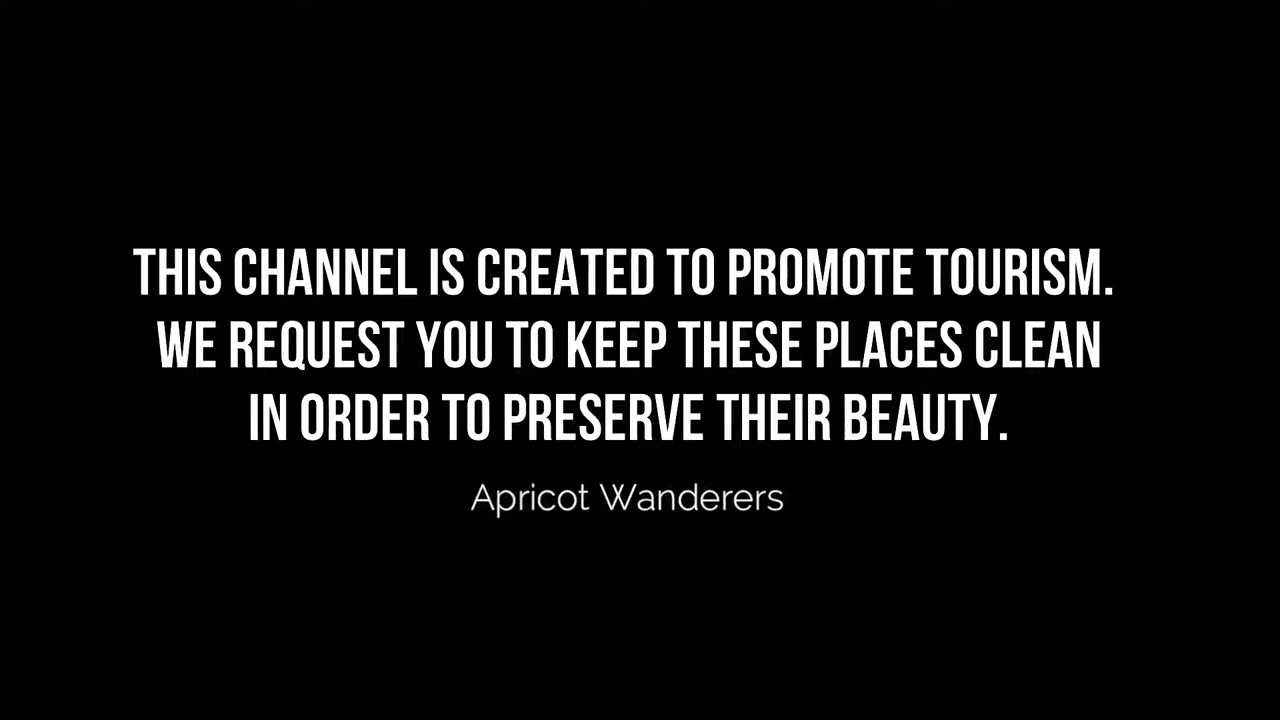 THIS CHANNEL IS CREATED TO PROMOTE TOURISM.
WE REQUEST YOU TO KEEP THESE PLACES CLEAN
IN ORDER TO PRESERVE THEIR BEAUTY.
Apricot Wanderers